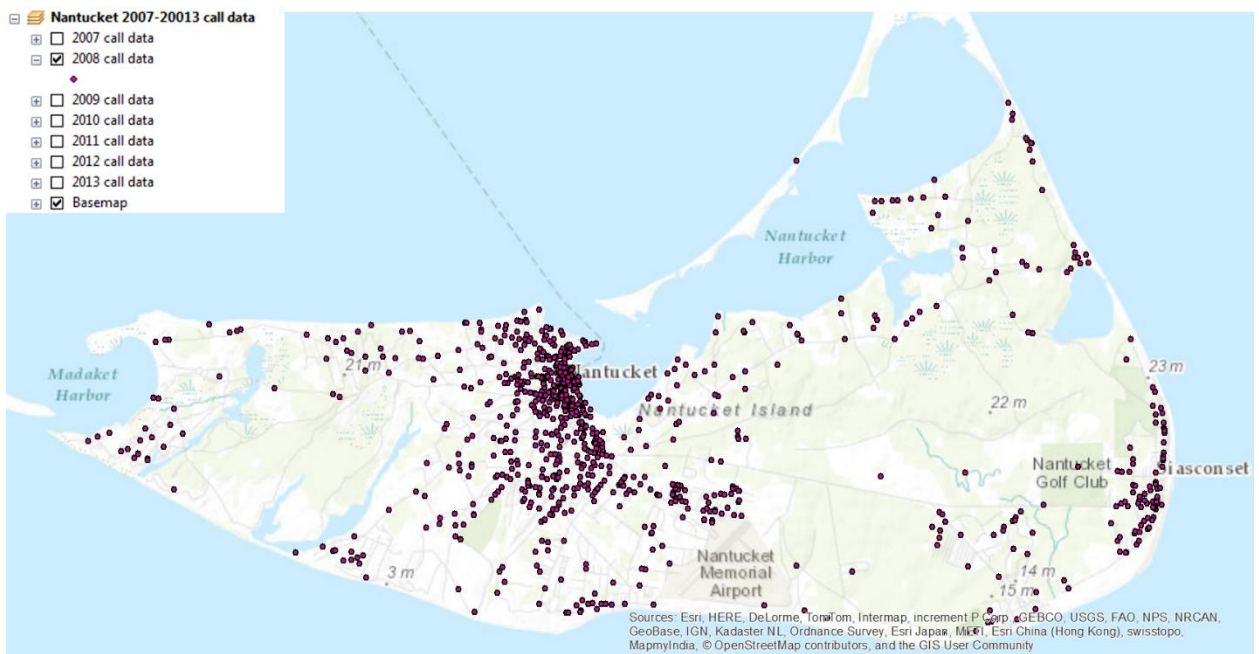 Nantucket 2007-20013 call data
2007 call data
2008 call data
2009 call data
2010 call data
2011 call data
2012 call data
2013 call data
Basemap
Nantucket
Harbor
Madaket
Harbor
21 m
Nantucket
Nantucket Island
23 m
22 m
Nantucket
Golf Club
Siasconset
Nantucket
Memorial
Airport
3 m
14 m
15 m
Sources: Esri, HERE, DeLorme, TomTom, Intermap, increment P Corp., GEBCO, USGS, FAO, NPS, NRCAN,
GeoBase, IGN, Kadaster NL, Ordnance Survey, Esri Japan, METI, Esri China (Hong Kong), swisstopo,
MapmyIndia, © OpenStreetMap contributors, and the GIS User Community